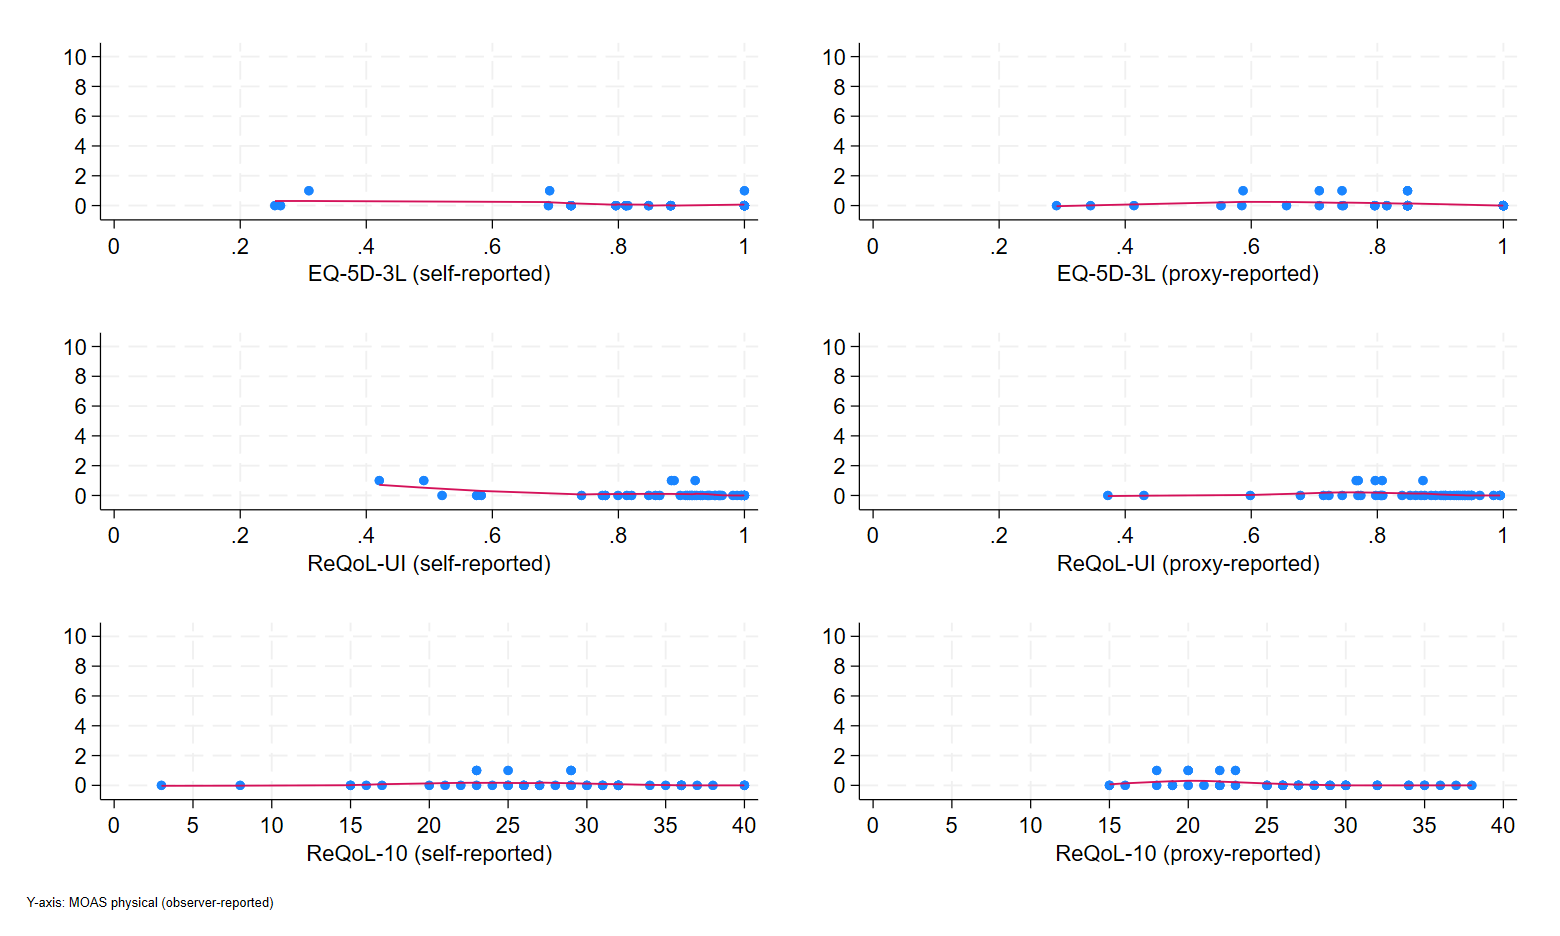 10
8
6
4
2
0
0 .2 .4 .6 .8 1
EQ-5D-3L (self-reported)
10
8
6
4
2
0
0 .2 .4 .6 .8 1
EQ-5D-3L (proxy-reported)
10
8
6
4
2
0
0 .2 .4 .6 .8 1
ReQoL-UI (self-reported)
10
8
6
4
2
0
0 .2 .4 .6 .8 1
ReQoL-UI (proxy-reported)
10
8
6
4
2
0
0 5 10 15 20 25 30 35 40
ReQoL-10 (self-reported)
10
8
6
4
2
0
0 5 10 15 20 25 30 35 40
ReQoL-10 (proxy-reported)
Y-axis: MOAS physical (observer-reported)